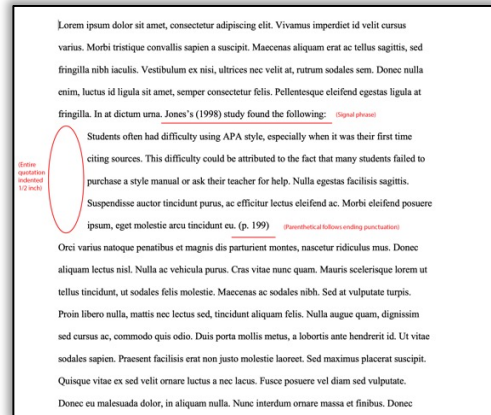 Lorem ipsum dolor sit amet, consectetur adipiscing elit. Vivamus imperdiet id velit cursus
varius. Morbi tristique convallis sapien a suscipit. Maecenas aliquam erat ac tellus sagittis, sed
fringilla nibh iaculis. Vestibulum ex nisi, ultrices nec velit at, rutrum sodales sem. Donec nulla
enim, luctus id ligula sit amet, semper consectetur felis. Pellentesque eleifend egestas ligula at
fringilla. In at dictum urna. Jones's (1998) study found the following: (Signal phrase)
Students often had difficulty using APA style, especially when it was their first time
citing sources. This difficulty could be attributed to the fact that many students failed to
(Entire
quotation
indented
1/2 inch)
purchase a style manual or ask their teacher for help. Nulla egestas facilisis sagittis.
Suspendisse auctor tincidunt purus, ac efficitur lectus eleifend ac. Morbi eleifend posuere
ipsum, eget molestie arcu tincidunt eu. (p. 199) (Parenthetical follows ending punctuation)
Orci varius natoque penatibus et magnis dis parturient montes, nascetur ridiculus mus. Donec
aliquam lectus nisl. Nulla ac vehicula purus. Cras vitae nunc quam. Mauris scelerisque lorem ut
tellus tincidunt, ut sodales felis molestie. Maecenas ac sodales nibh. Sed at vulputate turpis.
Proin libero nulla, mattis nec lectus sed, tincidunt aliquam felis. Nulla augue quam, dignissim
sed cursus ac, commodo quis odio. Duis porta mollis metus, a lobortis ante hendrerit id. Ut vitae
sodales sapien. Praesent facilisis erat non justo molestie laoreet. Sed maximus placerat suscipit.
Quisque vitae ex sed velit ornare luctus a nec lacus. Fusce posuere vel diam sed vulputate.
Donec eu malesuada dolor, in aliquam nulla. Nunc interdum ornare massa et finibus. Donec